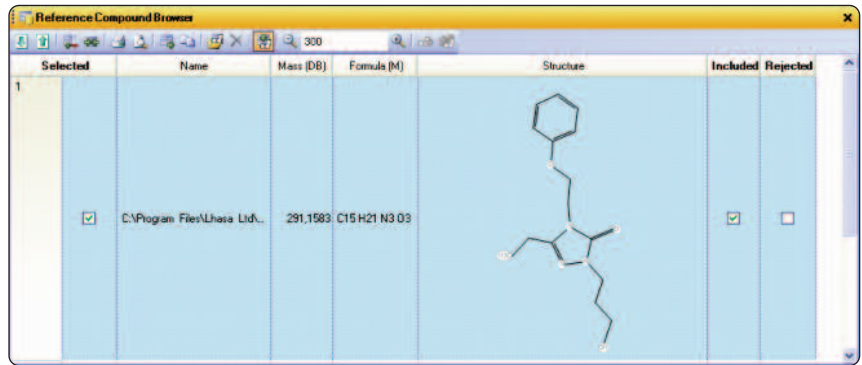 Reference Compound Browser
300
Selected Name Mass (DB) Formula (M) Structure Included Rejected
1
C:\Program Files\Lhasa Ltd\... 291,1583 C15 H21 N3 O3